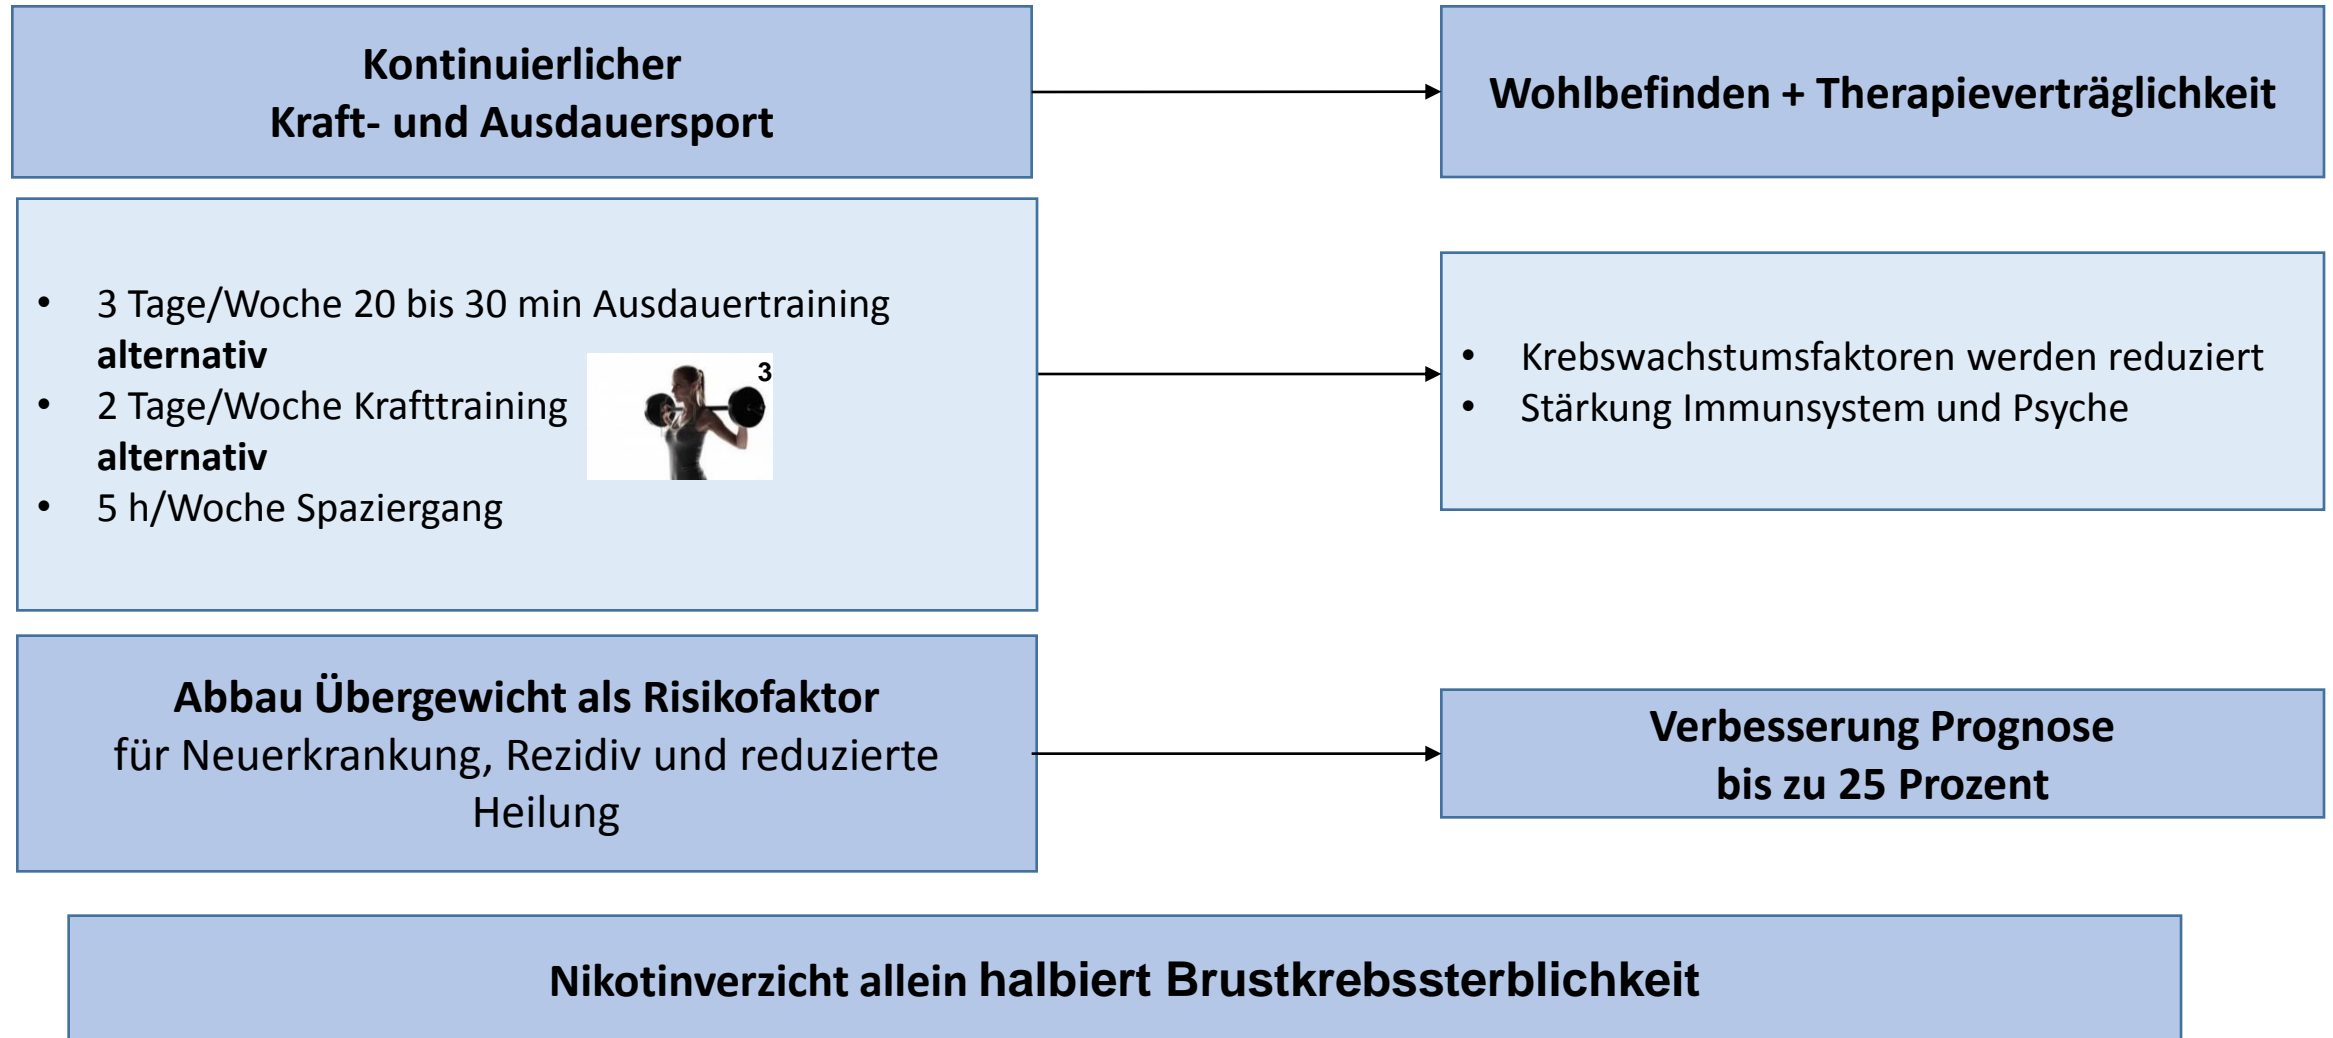 Kontinuierlicher
Kraft- und Ausdauersport
Wohlbefinden + Therapieverträglichkeit
• 3 Tage/Woche 20 bis 30 min Ausdauertraining
alternativ
• 2 Tage/Woche Krafttraining
alternativ
• 5 h/Woche Spaziergang
3
• Krebswachstumsfaktoren werden reduziert
• Stärkung Immunsystem und Psyche
Abbau Übergewicht als Risikofaktor
für Neuerkrankung, Rezidiv und reduzierte
Heilung
Verbesserung Prognose
bis zu 25 Prozent
Nikotinverzicht allein halbiert Brustkrebssterblichkeit